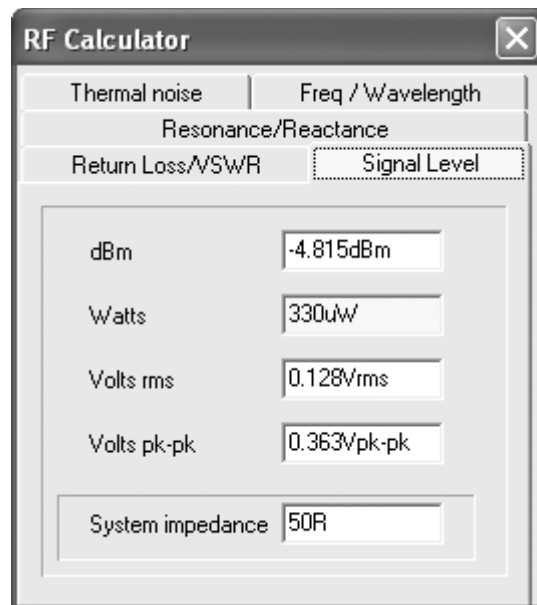 RF Calculator
Thermal noise Freq / Wavelength
Resonance/Reactance
Return Loss/VSWR Signal Level
dBm -4.815dBm
Watts 330uW
Volts rms 0.128Vrms
Volts pk-pk 0.363Vpk-pk
System impedance 50R